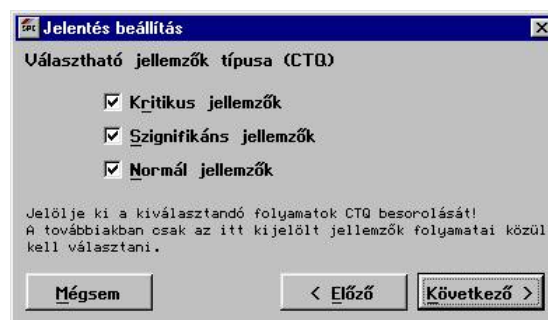 SPC Jelentés beállítás
Választható jellemzők típusa (CTQ)
Kritikus jellemzők
Szignifikáns jellemzők
Normál jellemzők
Jelölje ki a kiválasztandó folyamatok CTQ besorolását!
A továbbiakban csak az itt kijelölt jellemzők folyamatai közül
kell választani.
Mégsem < Előző Következő >